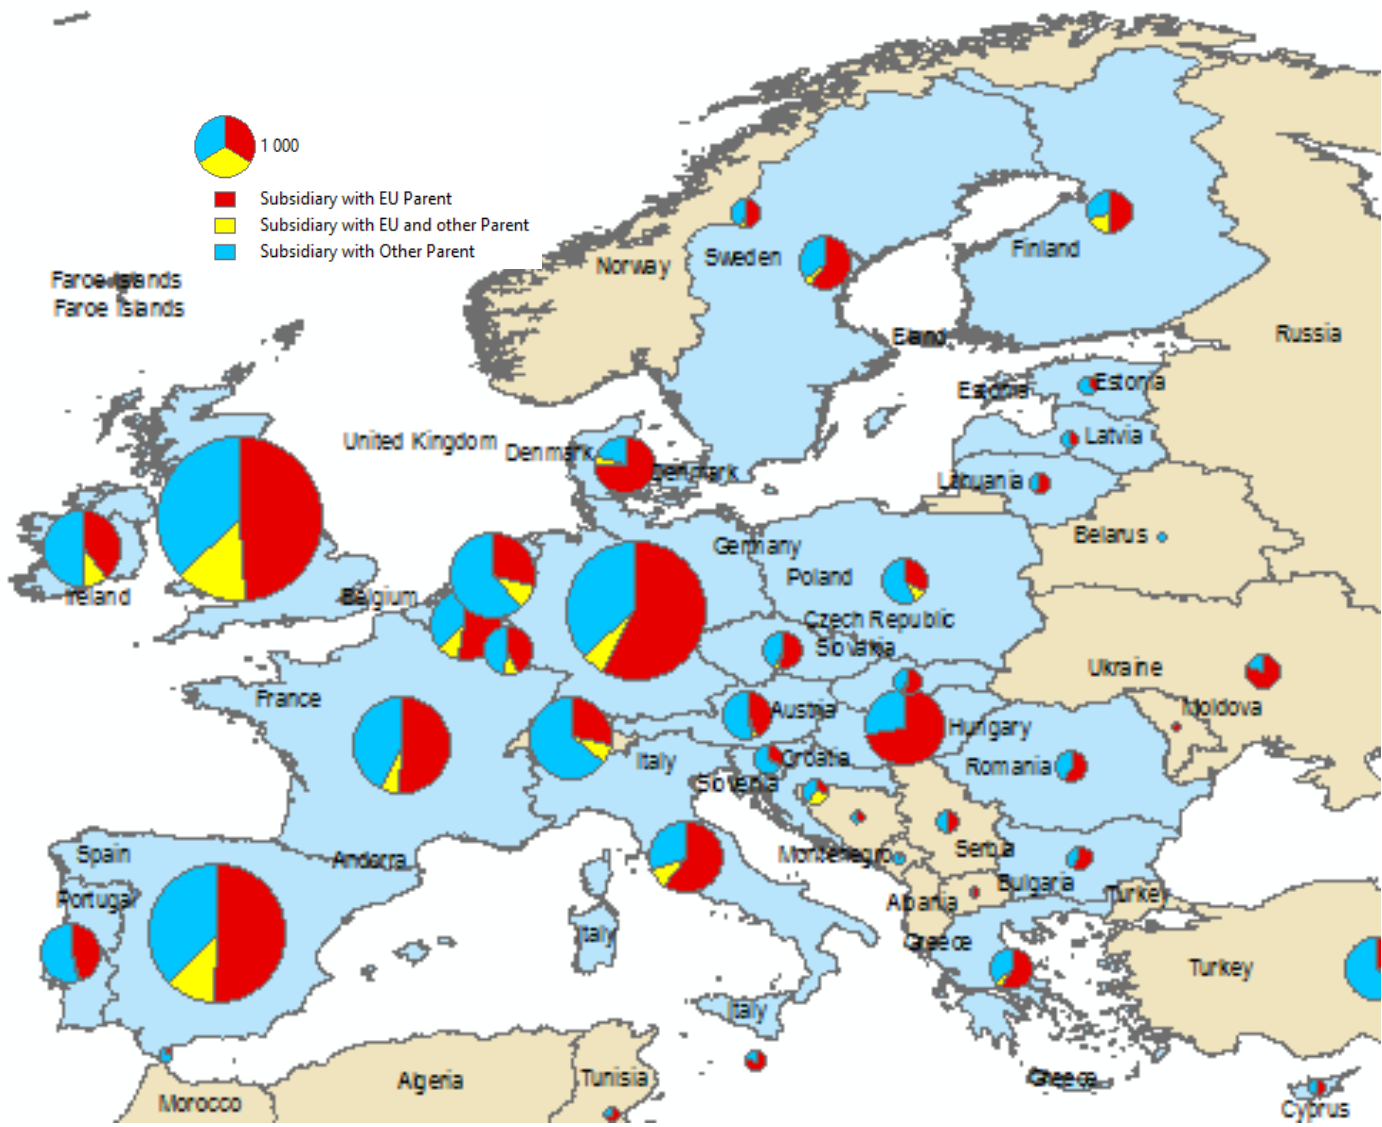 1 000
Subsidiary with EU Parent
Subsidiary with EU and other Parent
Subsidiary with Other Parent
Faroe Islands
Faroe Islands
Norway
Sweden
Finland
Eland
Russia
Estonia
Estonia
Latvia
Lithuania
United Kingdom
Denmark
Denmark
Belarus
Germany
Poland
Ireland
Belgium
Czech Republic
Slovakia
Ukraine
France
Austria
Moldova
Hungary
Italy
Croatia
Romania
Slovenia
Spain
Andorra
Montenegro
Serbia
Bulgaria
Turkey
Portugal
Albania
Italy
Greece
Turkey
Italy
Algeria
Tunisia
Greece
Morocco
Cyprus